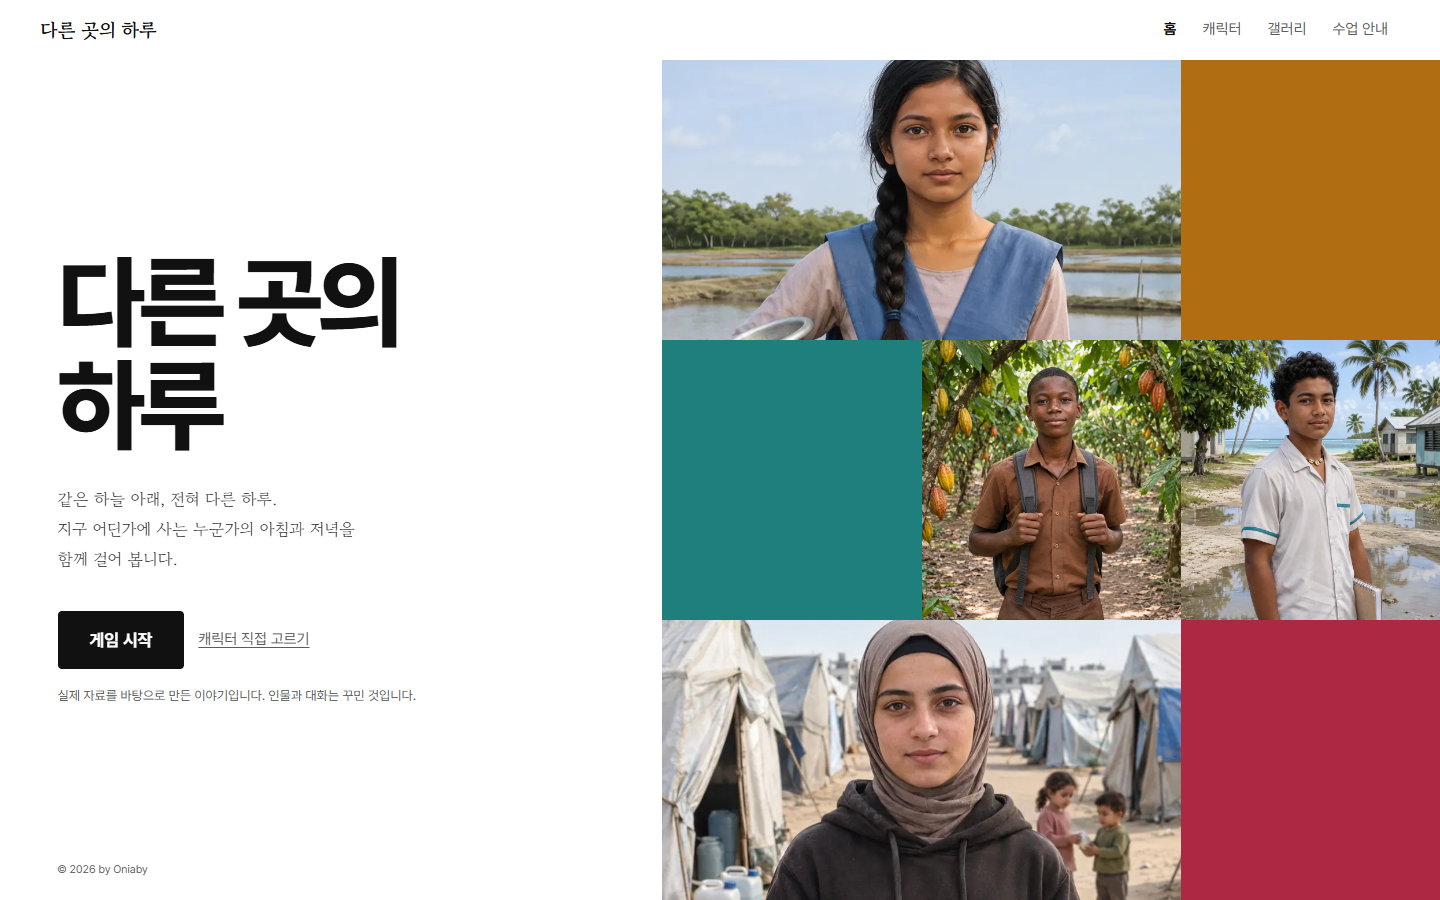 다른 곳의 하루
홈 캐릭터 갤러리 수업 안내
다른 곳의
하루
같은 하늘 아래, 전혀 다른 하루.
지구 어딘가에 사는 누군가의 아침과 저녁을
함께 걸어 봅니다.
게임 시작 캐릭터 직접 고르기
실제 자료를 바탕으로 만든 이야기입니다. 인물과 대화는 꾸민 것입니다.
© 2026 by Oniaby